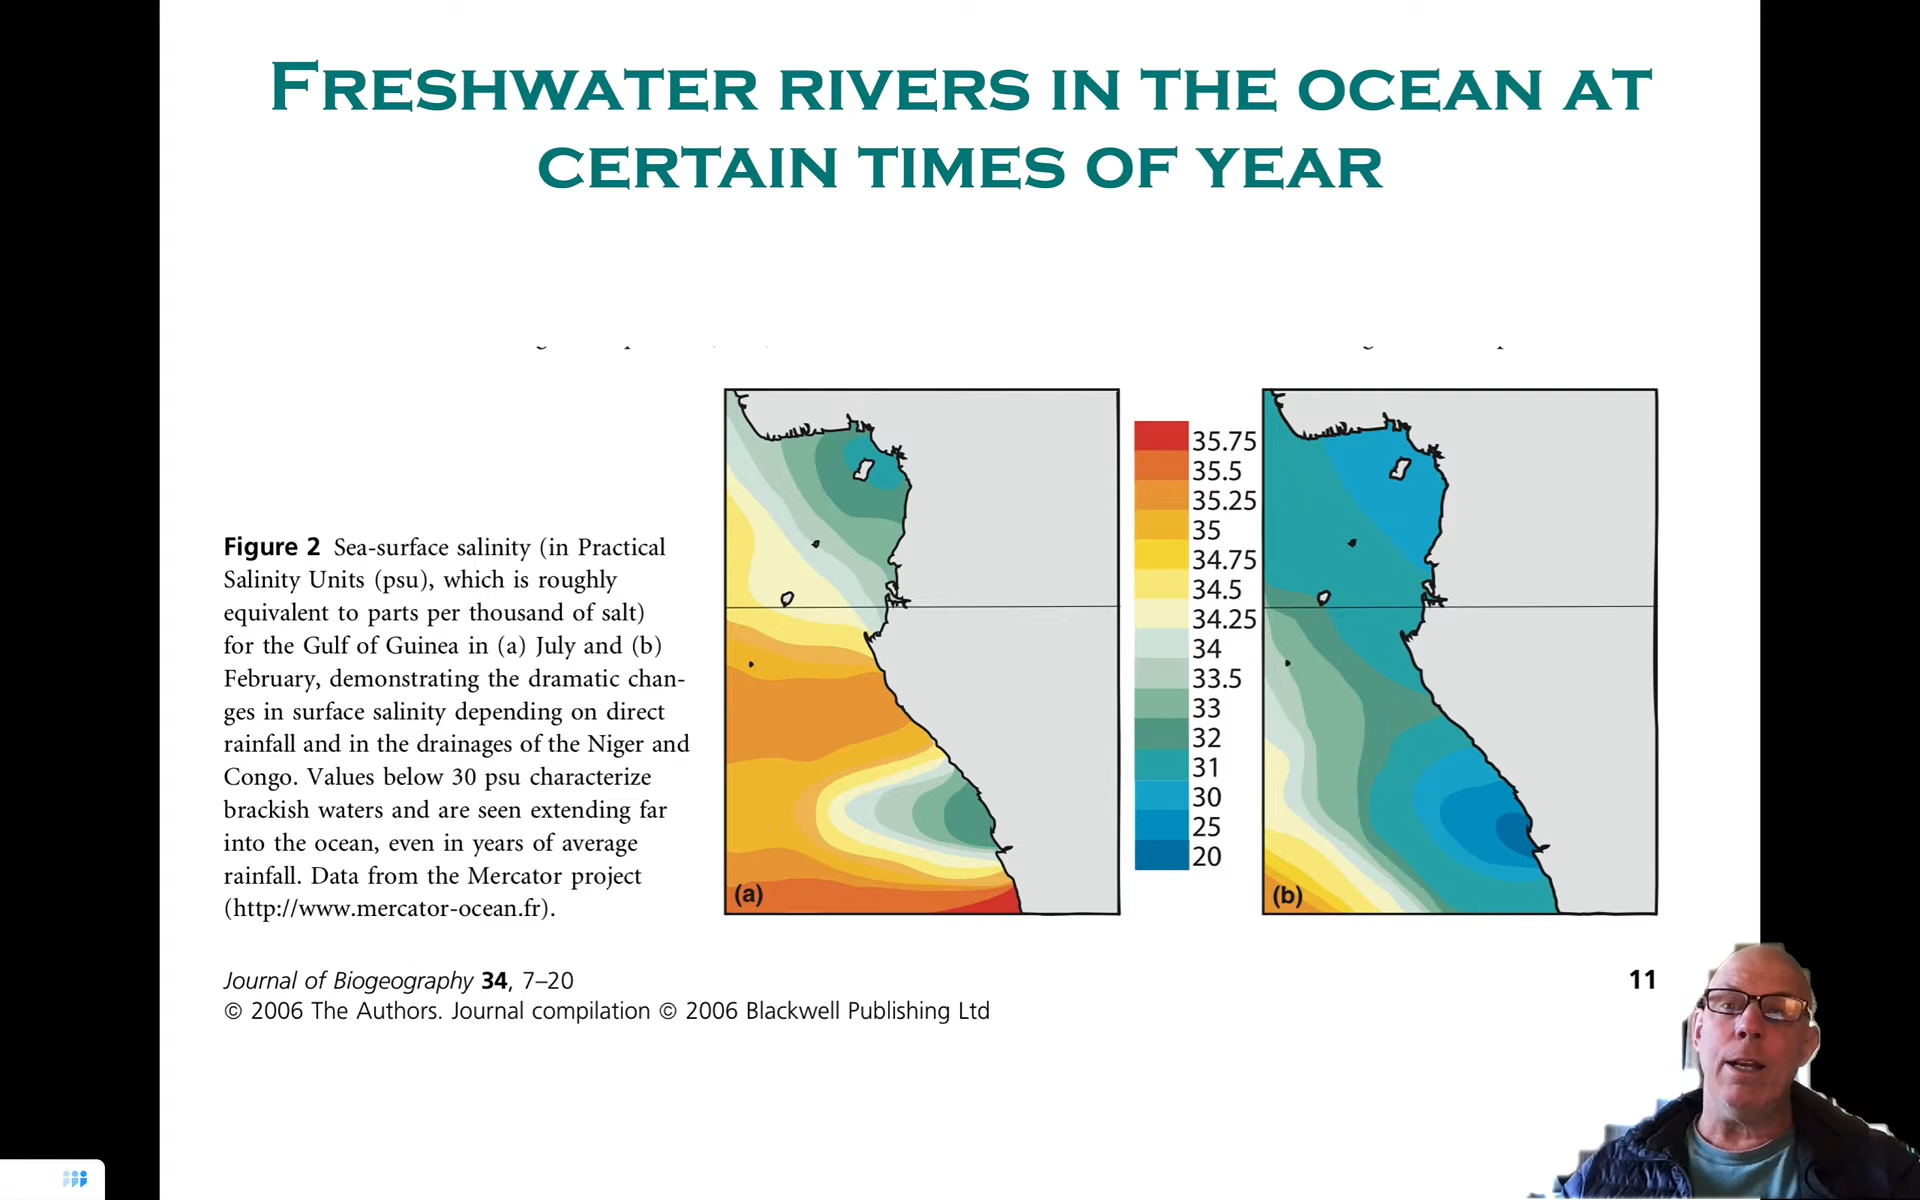 FRESHWATER RIVERS IN THE OCEAN AT
CERTAIN TIMES OF YEAR
Figure 2 Sea-surface salinity (in Practical
Salinity Units (psu), which is roughly
equivalent to parts per thousand of salt)
for the Gulf of Guinea in (a) July and (b)
February, demonstrating the dramatic chan-
ges in surface salinity depending on direct
rainfall and in the drainages of the Niger and
Congo. Values below 30 psu characterize
brackish waters and are seen extending far
into the ocean, even in years of average
rainfall. Data from the Mercator project
(http://www.mercator-ocean.fr).
(a)
35.75
35.5
35.25
35
34.75
34.5
34.25
34
33.5
33
32
31
30
25
20
(b)
Journal of Biogeography 34, 7–20
© 2006 The Authors. Journal compilation © 2006 Blackwell Publishing Ltd
11